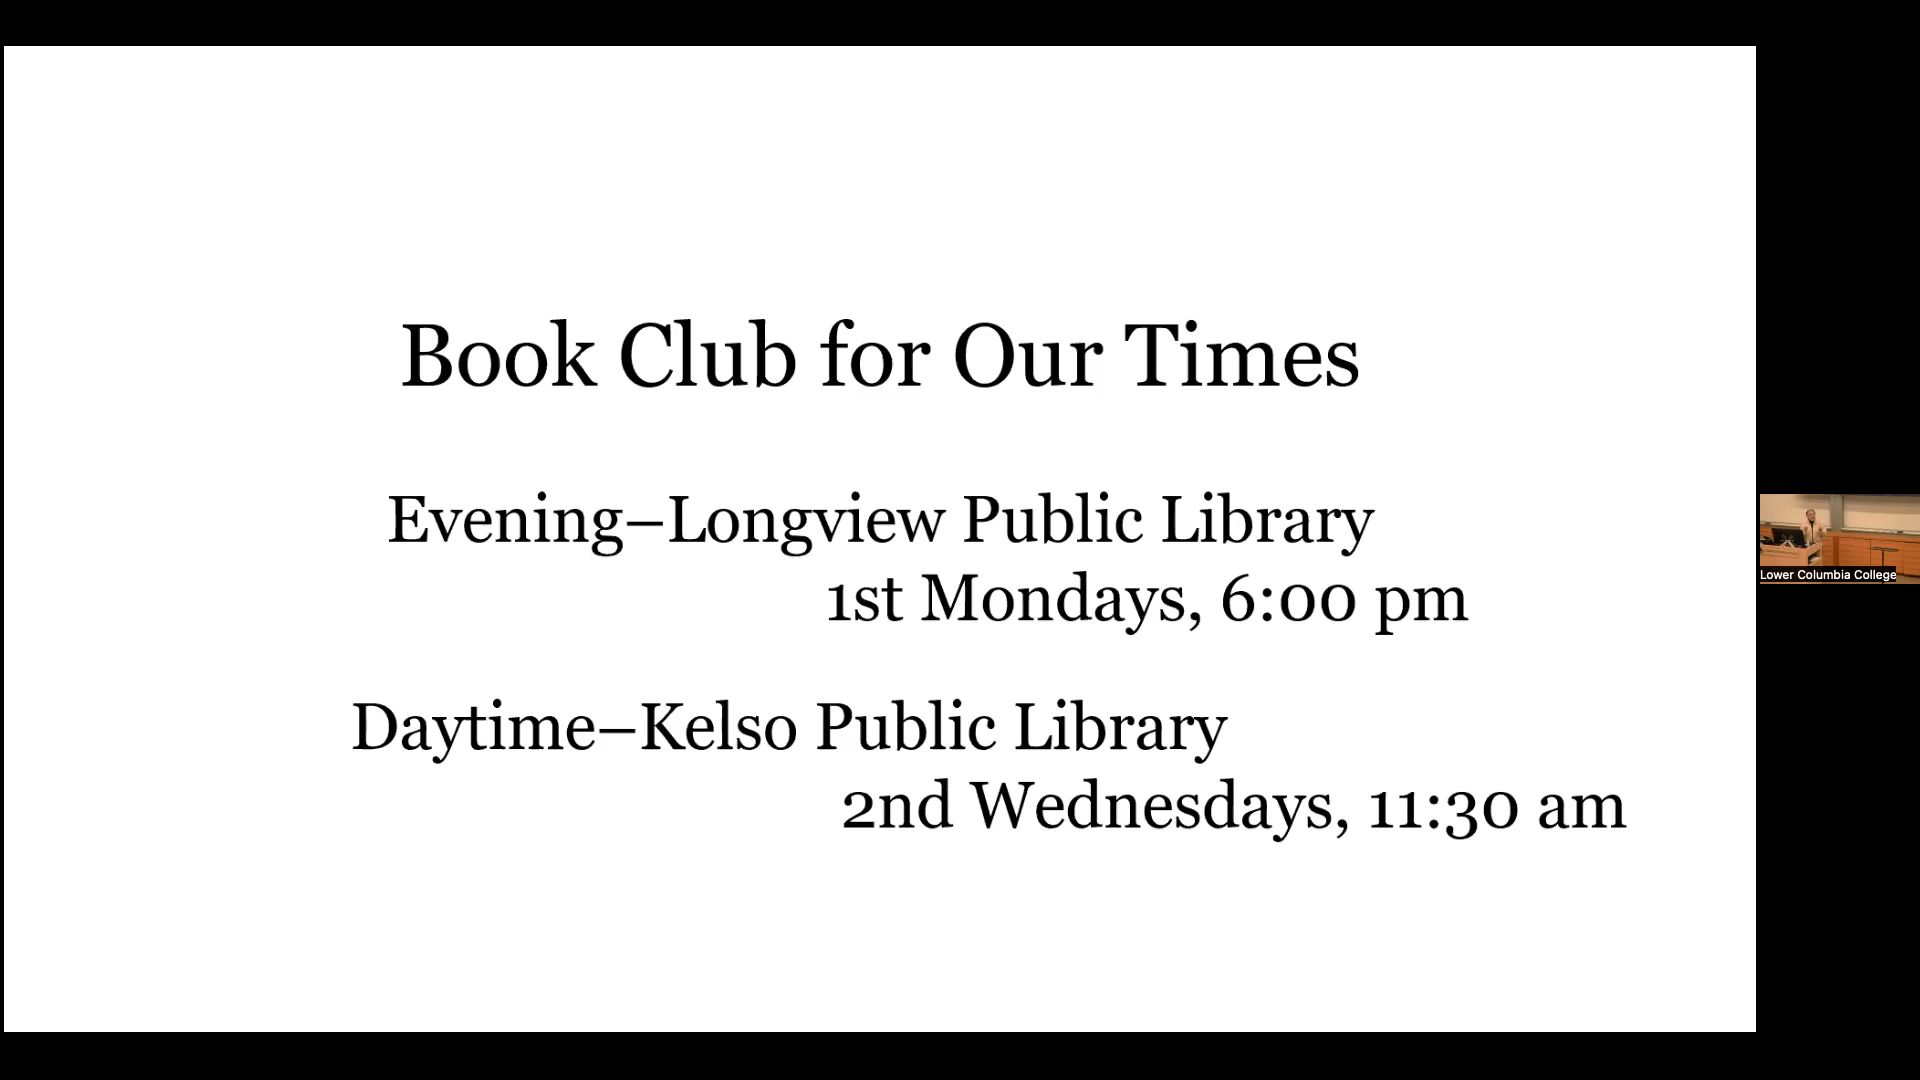 Book Club for Our Times
Evening–Longview Public Library
1st Mondays, 6:00 pm
Daytime–Kelso Public Library
2nd Wednesdays, 11:30 am
Lower Columbia College